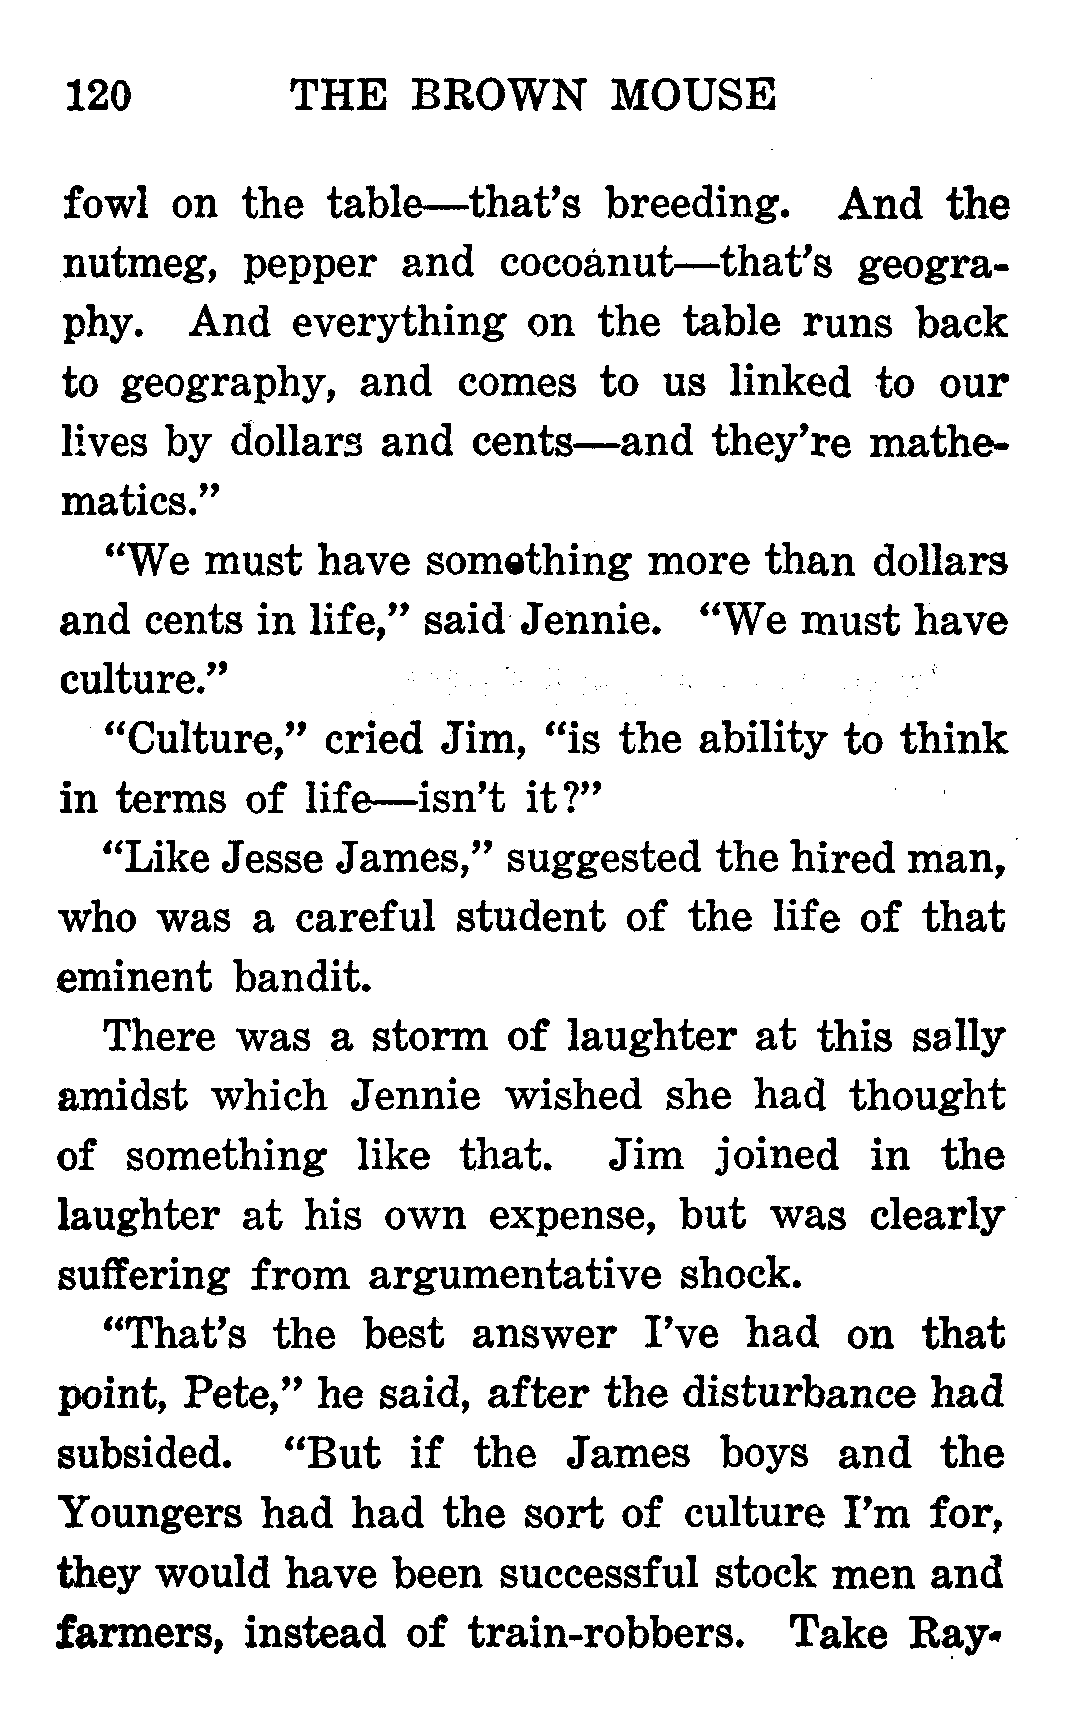 120 THE BROWN MOUSE
fowl on the table—that's breeding. And the
nutmeg, pepper and cocoanut—that's geogra-
phy. And everything on the table runs back
to geography, and comes to us linked to our
lives by dollars and cents—and they're mathe-
matics."
"We must have something more than dollars
and cents in life," said Jennie. "We must have
culture."
"Culture," cried Jim, "is the ability to think
in terms of life—isn't it?"
"Like Jesse James," suggested the hired man,
who was a careful student of the life of that
eminent bandit.
There was a storm of laughter at this sally
amidst which Jennie wished she had thought
of something like that. Jim joined in the
laughter at his own expense, but was clearly
suffering from argumentative shock.
"That's the best answer I've had on that
point, Pete," he said, after the disturbance had
subsided. "But if the James boys and the
Youngers had had the sort of culture I'm for,
they would have been successful stock men and
farmers, instead of train-robbers. Take Ray-